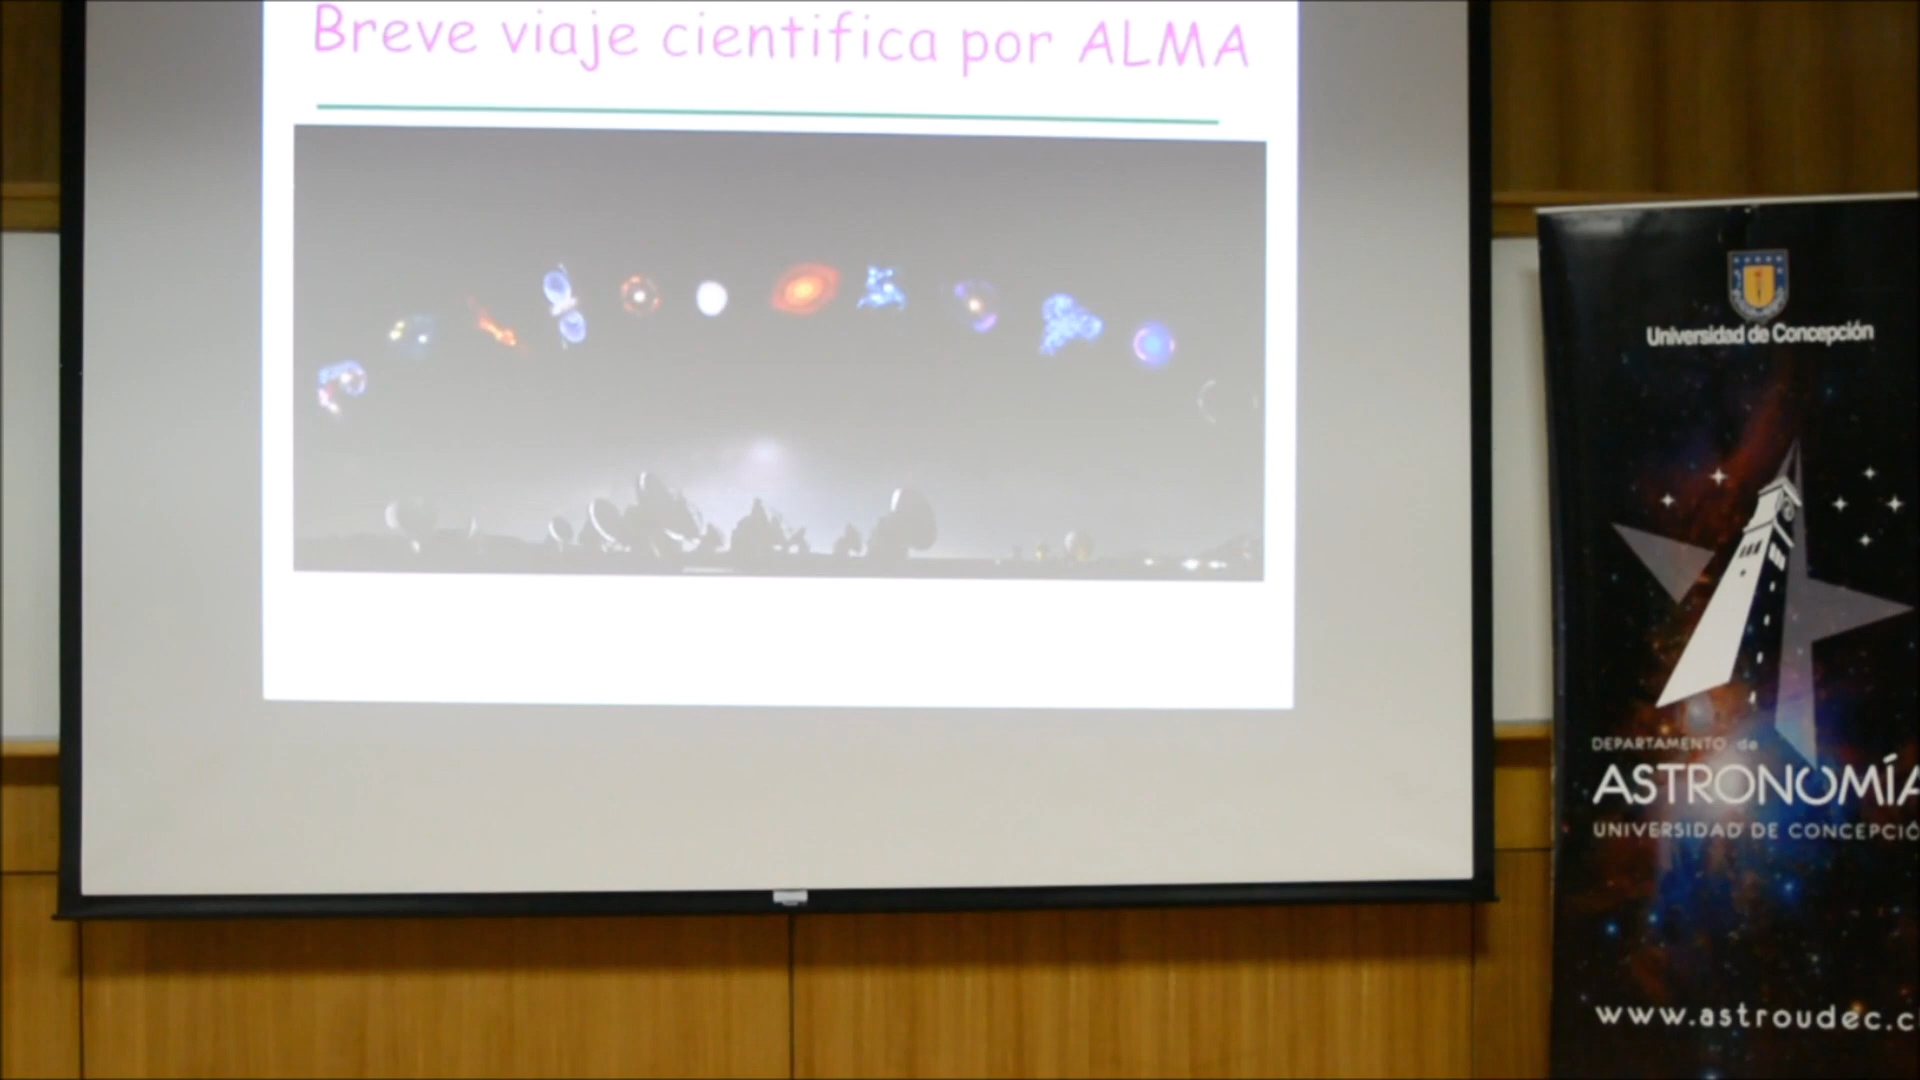 Breve viaje cientifica por ALMA
Universidad de Concepción
DEPARTAMENTO de
ASTRONOMÍA
UNIVERSIDAD DE CONCEPCIÓ
www.astroudec.c